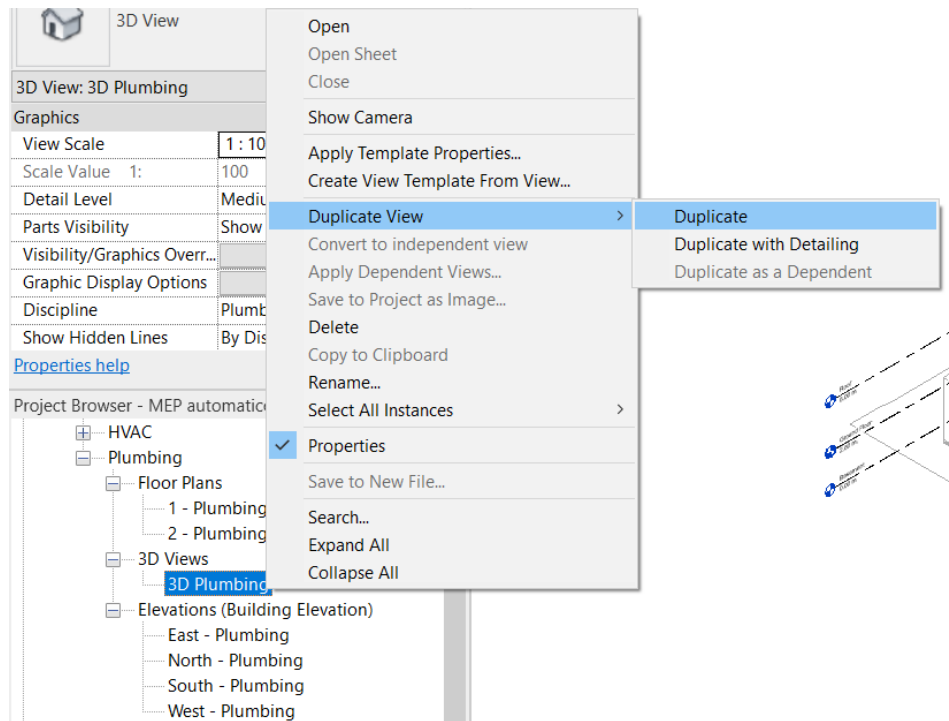 3D View
3D View: 3D Plumbing
Graphics
View Scale 1 : 10
Scale Value 1: 100
Detail Level Mediu
Parts Visibility Show
Visibility/Graphics Overr...
Graphic Display Options
Discipline Plumb
Show Hidden Lines By Dis
Properties help
Project Browser - MEP automatic
HVAC
Plumbing
Floor Plans
1 - Plumbing
2 - Plumbing
3D Views
3D Plumbing
Elevations (Building Elevation)
East - Plumbing
North - Plumbing
South - Plumbing
West - Plumbing
Open
Open Sheet
Close
Show Camera
Apply Template Properties...
Create View Template From View...
Duplicate View
Convert to independent view
Apply Dependent Views...
Save to Project as Image...
Delete
Copy to Clipboard
Rename...
Select All Instances
Properties
Save to New File...
Search...
Expand All
Collapse All
Duplicate
Duplicate with Detailing
Duplicate as a Dependent
Roof
Ground Floor